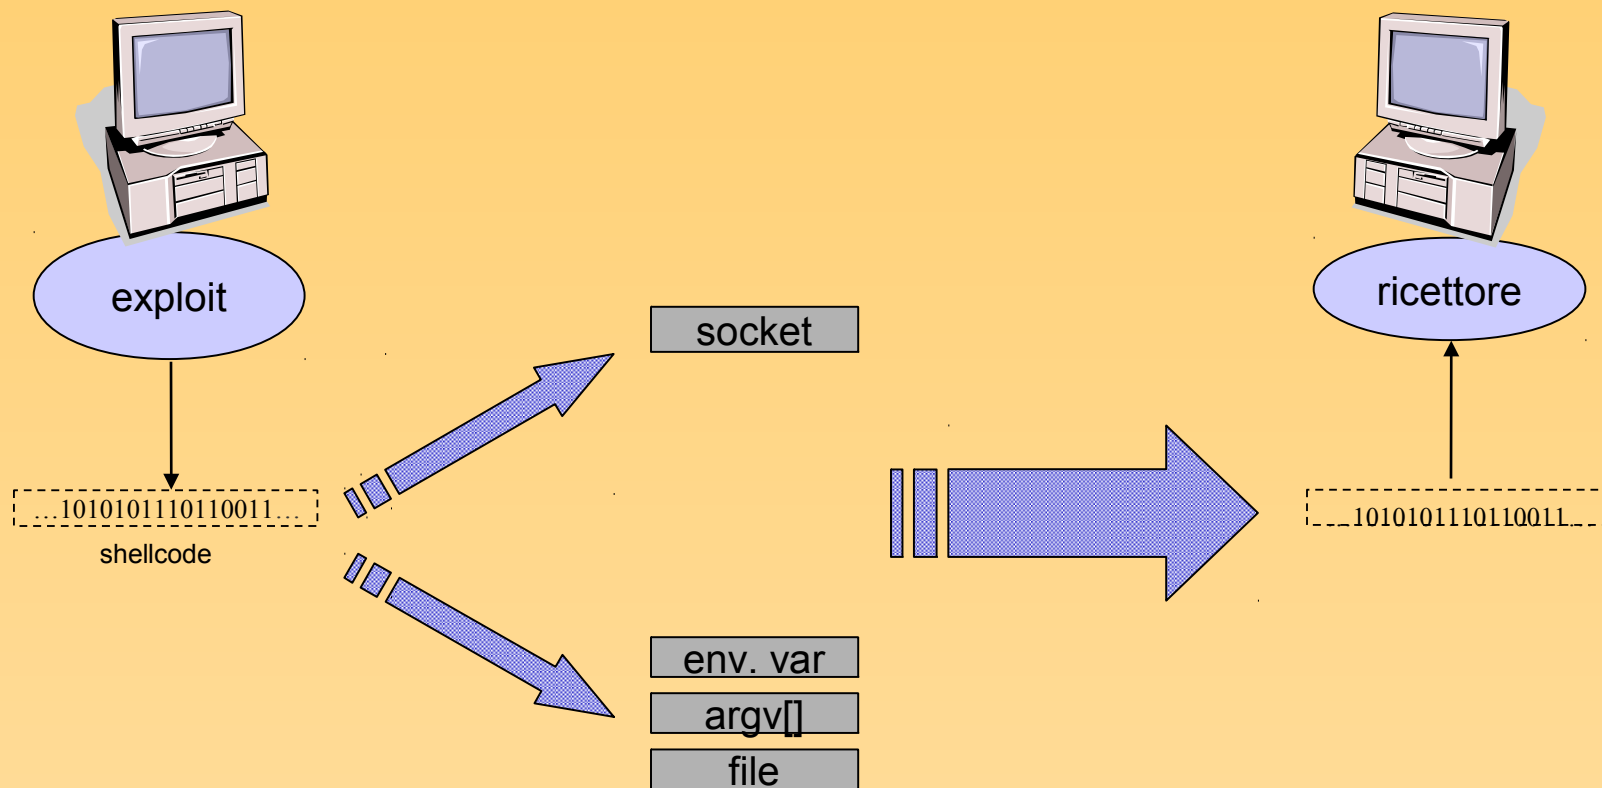 exploit
ricettore
socket
…1010101110110011…
…1010101110110011…
shellcode
env. var
argv[]
file